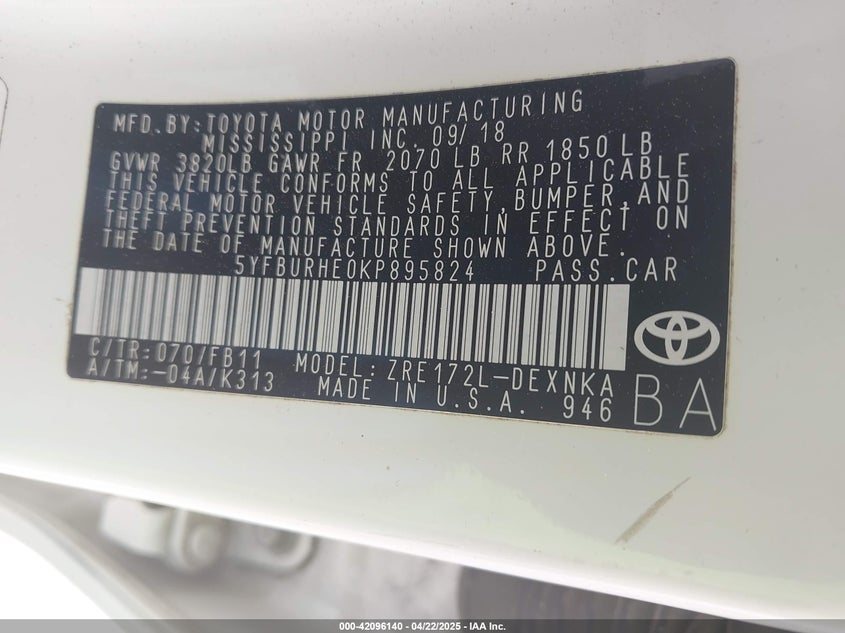 MFD.BY:TOYOTA MOTOR MANUFACTURING
MISSISSIPPI INC. 09/18
GVWR 3820LB GAWR FR 2070 LB RR 1850LB
THIS VEHICLE CONFORMS TO ALL APPLICABLE
FEDERAL MOTOR VEHICLE SAFETY, BUMPER, AND
THEFT PREVENTION STANDARDS IN EFFECT ON
THE DATE OF MANUFACTURE SHOWN ABOVE.
5YFBURHE0KP895824 PASS.CAR
C/TR:070/FB11 MODEL:ZRE172L-DEXNKA
A/TM:-04A/K313 MADE IN U.S.A. 946
BA
000-42096140 - 04/22/2025 - IAA Inc.